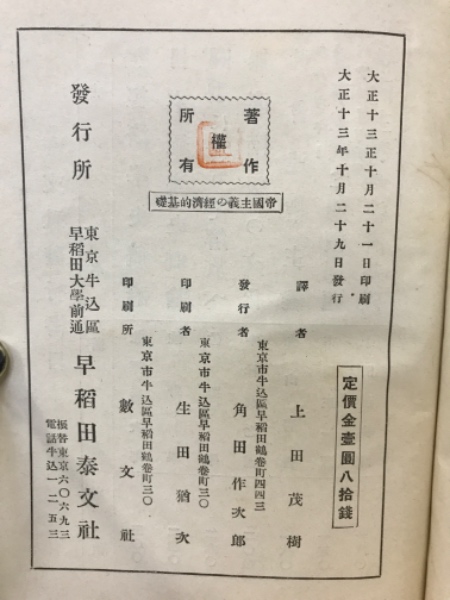 大正十三正十月二十一日印刷
大正十三年十月二十九日發行
定價金壹圓八拾錢
著作權所有
帝國主義の經濟的基礎
譯者 上田茂樹
東京市牛込區早稻田鶴卷町四四三
發行者 角田作次郎
東京市牛込區早稻田鶴卷町三〇
印刷者 生田猶次
東京市牛込區早稻田鶴卷町三〇
印刷所 數文社
發行所
東京牛込區
早稻田大學前通
早稻田泰文社
振替東京六〇六九三
電話牛込一二五三